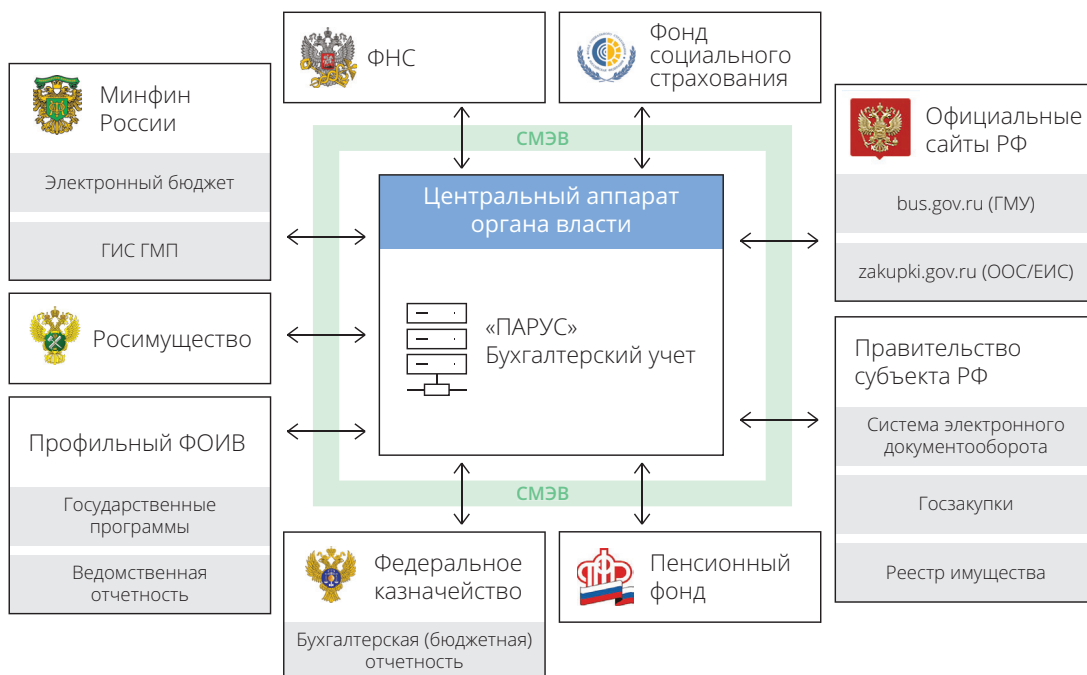 ФНС
Фонд
социального
страхования
Минфин
России
Электронный бюджет
ГИС ГМП
Росимущество
Профильный ФОИВ
Государственные
программы
Ведомственная
отчетность
СМЭВ
Центральный аппарат
органа власти
«ПАРУС»
Бухгалтерский учет
СМЭВ
Официальные
сайты РФ
bus.gov.ru (ГМУ)
zakupki.gov.ru (ООС/ЕИС)
Правительство
субъекта РФ
Система электронного
документооборота
Госзакупки
Реестр имущества
Федеральное
казначейство
Бухгалтерская (бюджетная)
отчетность
Пенсионный
фонд